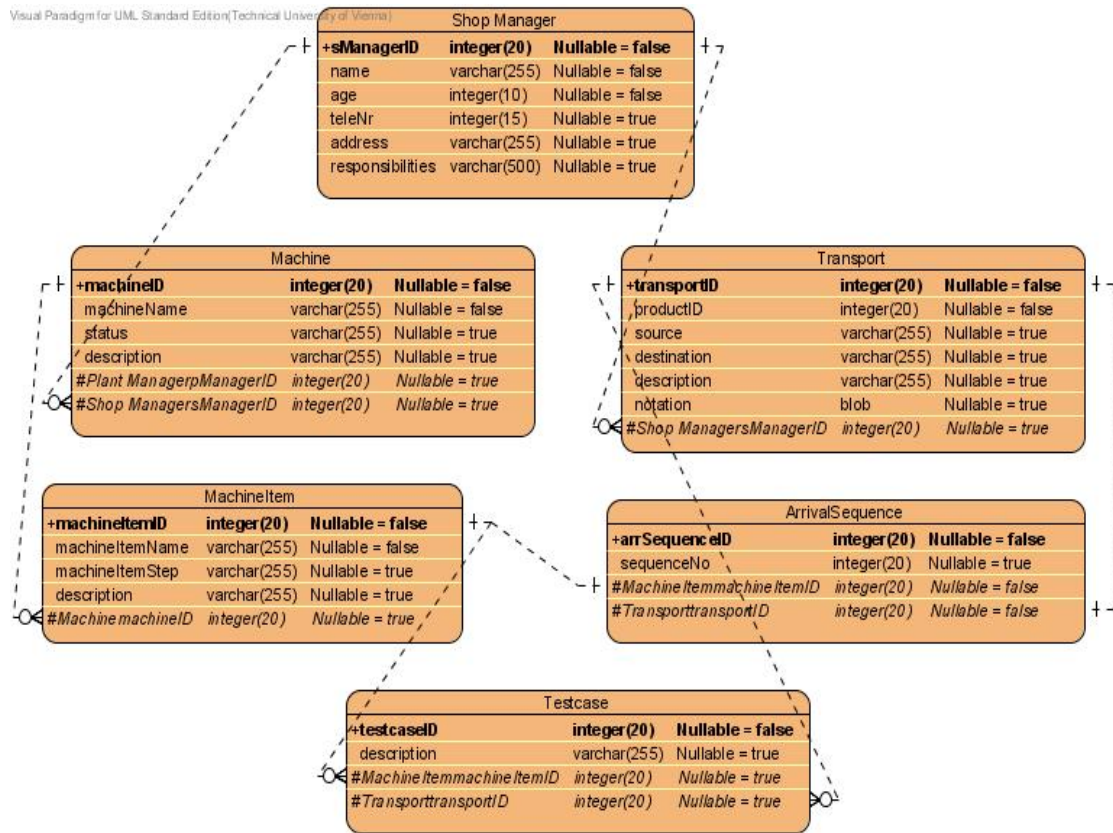 Visual Paradigm for UML Standard Edition(Technical University of Vienna)
Shop Manager
+sManagerID integer(20) Nullable = false
name varchar(255) Nullable = false
age integer(10) Nullable = false
teleNr integer(15) Nullable = true
address varchar(255) Nullable = true
responsibilities varchar(500) Nullable = true
Machine
+machineID integer(20) Nullable = false
machineName varchar(255) Nullable = false
status varchar(255) Nullable = true
description varchar(255) Nullable = true
#Plant ManagerpManagerID integer(20) Nullable = true
#Shop ManagersManagerID integer(20) Nullable = true
Transport
+transportID integer(20) Nullable = false
productID integer(20) Nullable = false
source varchar(255) Nullable = true
destination varchar(255) Nullable = true
description varchar(255) Nullable = true
notation blob Nullable = true
#Shop ManagersManagerID integer(20) Nullable = true
MachineItem
+machineItemID integer(20) Nullable = false
machineItemName varchar(255) Nullable = false
machineItemStep varchar(255) Nullable = true
description varchar(255) Nullable = true
#MachinemachineID integer(20) Nullable = true
ArrivalSequence
+arrSequenceID integer(20) Nullable = false
sequenceNo integer(20) Nullable = true
#MachineItemmachineItemID integer(20) Nullable = false
#TransporttransportID integer(20) Nullable = false
Testcase
+testcaseID integer(20) Nullable = false
description varchar(255) Nullable = true
#MachineItemmachineItemID integer(20) Nullable = true
#TransporttransportID integer(20) Nullable = true